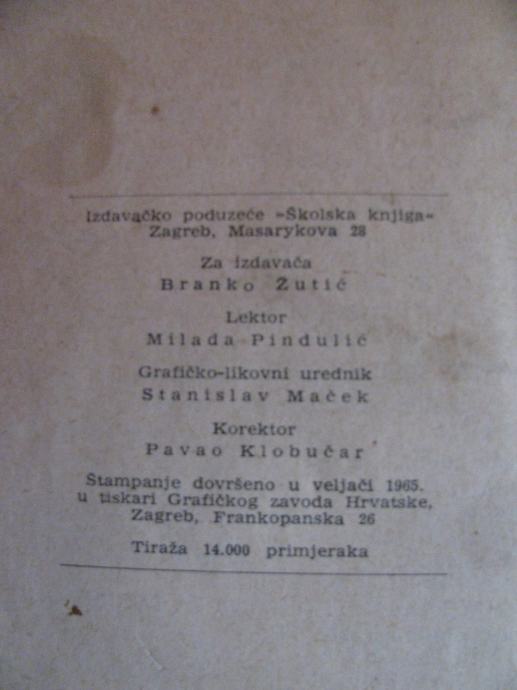 Izdavačko poduzeće »Školska knjiga«
Zagreb, Masarykova 28
Za izdavača
Branko Žutić
Lektor
Milada Pindulić
Grafičko-likovni urednik
Stanislav Maček
Korektor
Pavao Klobučar
Štampanje dovršeno u veljači 1965.
u tiskari Grafičkog zavoda Hrvatske,
Zagreb, Frankopanska 26
Tiraža 14.000 primjeraka